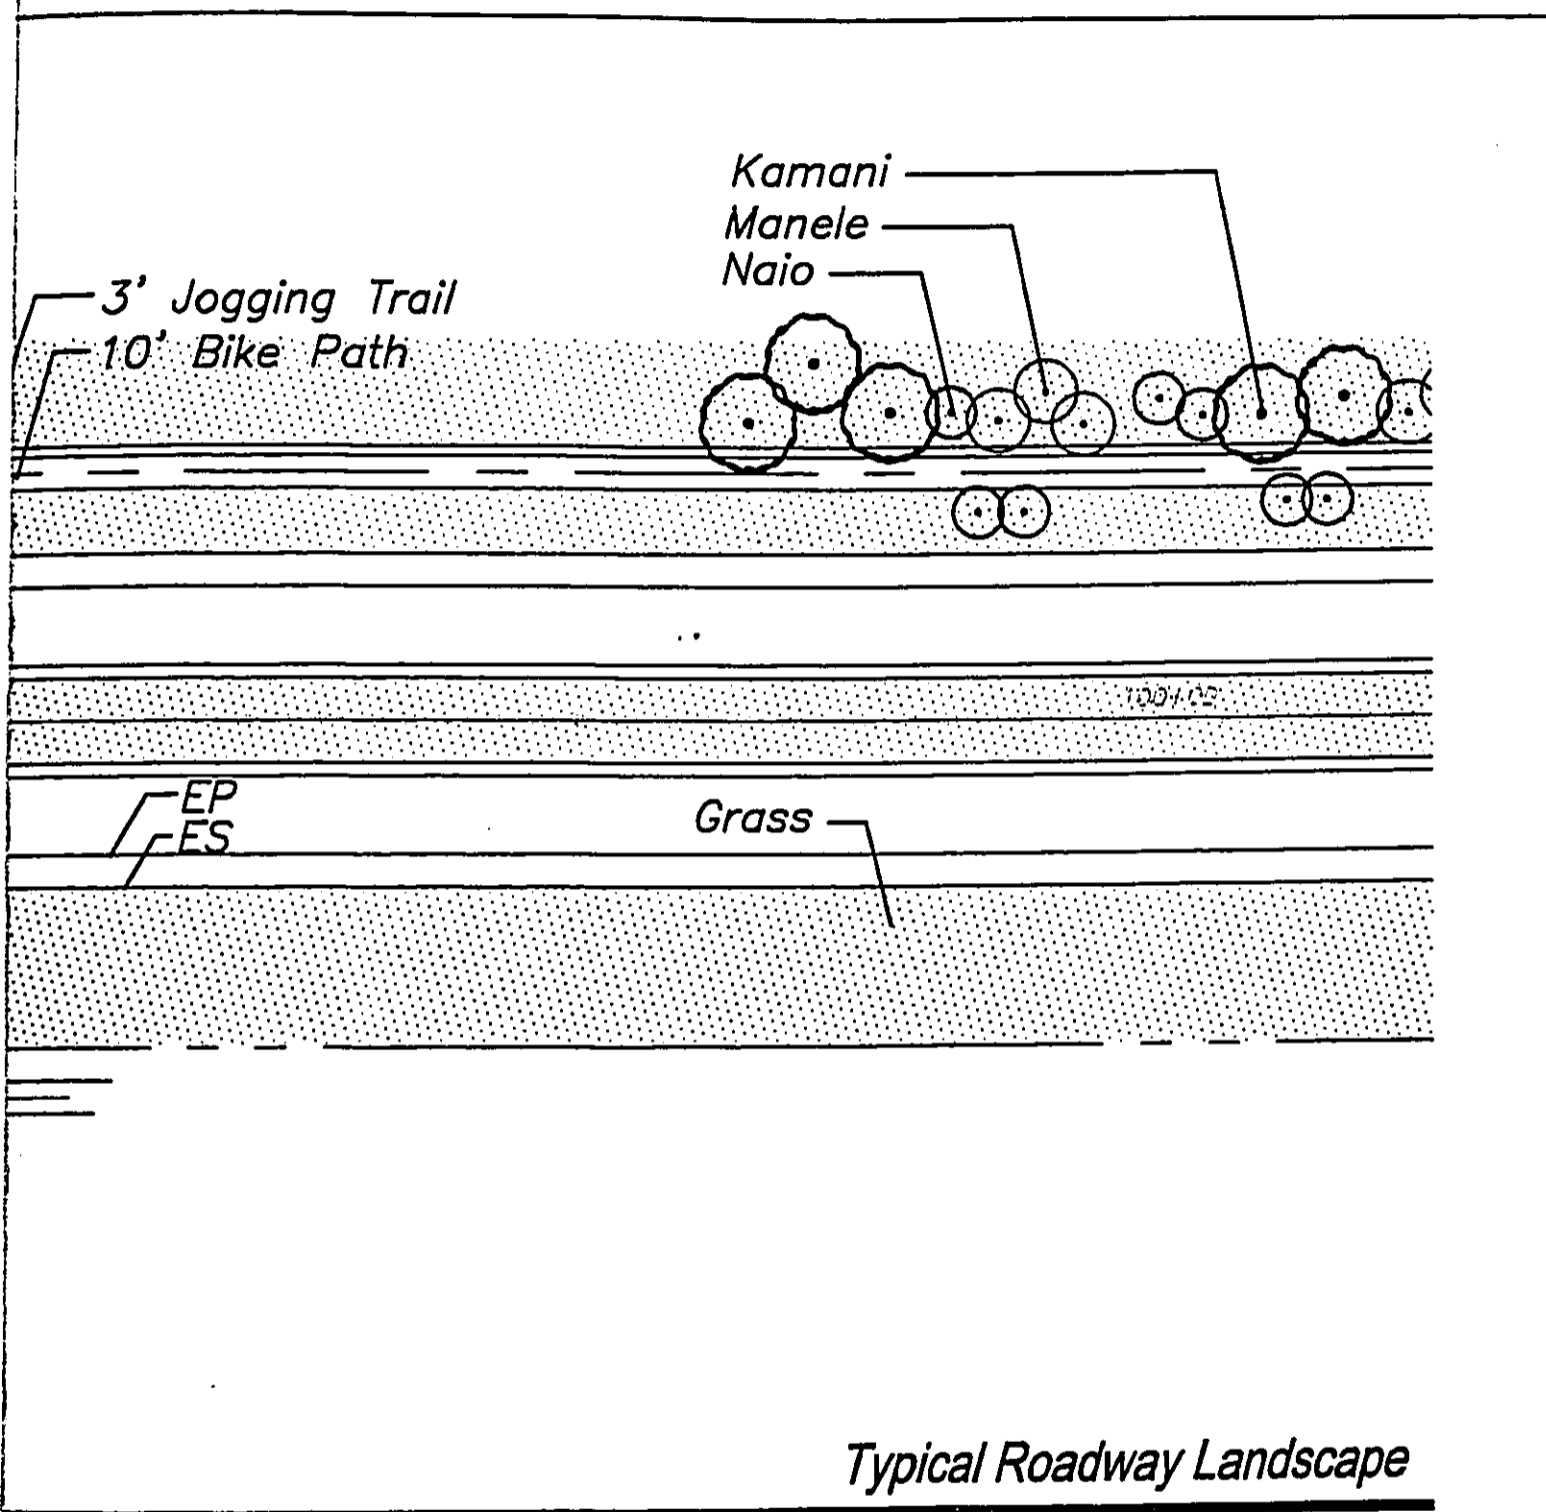 Kamani
Manele
Naio
3' Jogging Trail
10' Bike Path
EP
ES
Grass
Typical Roadway Landscape